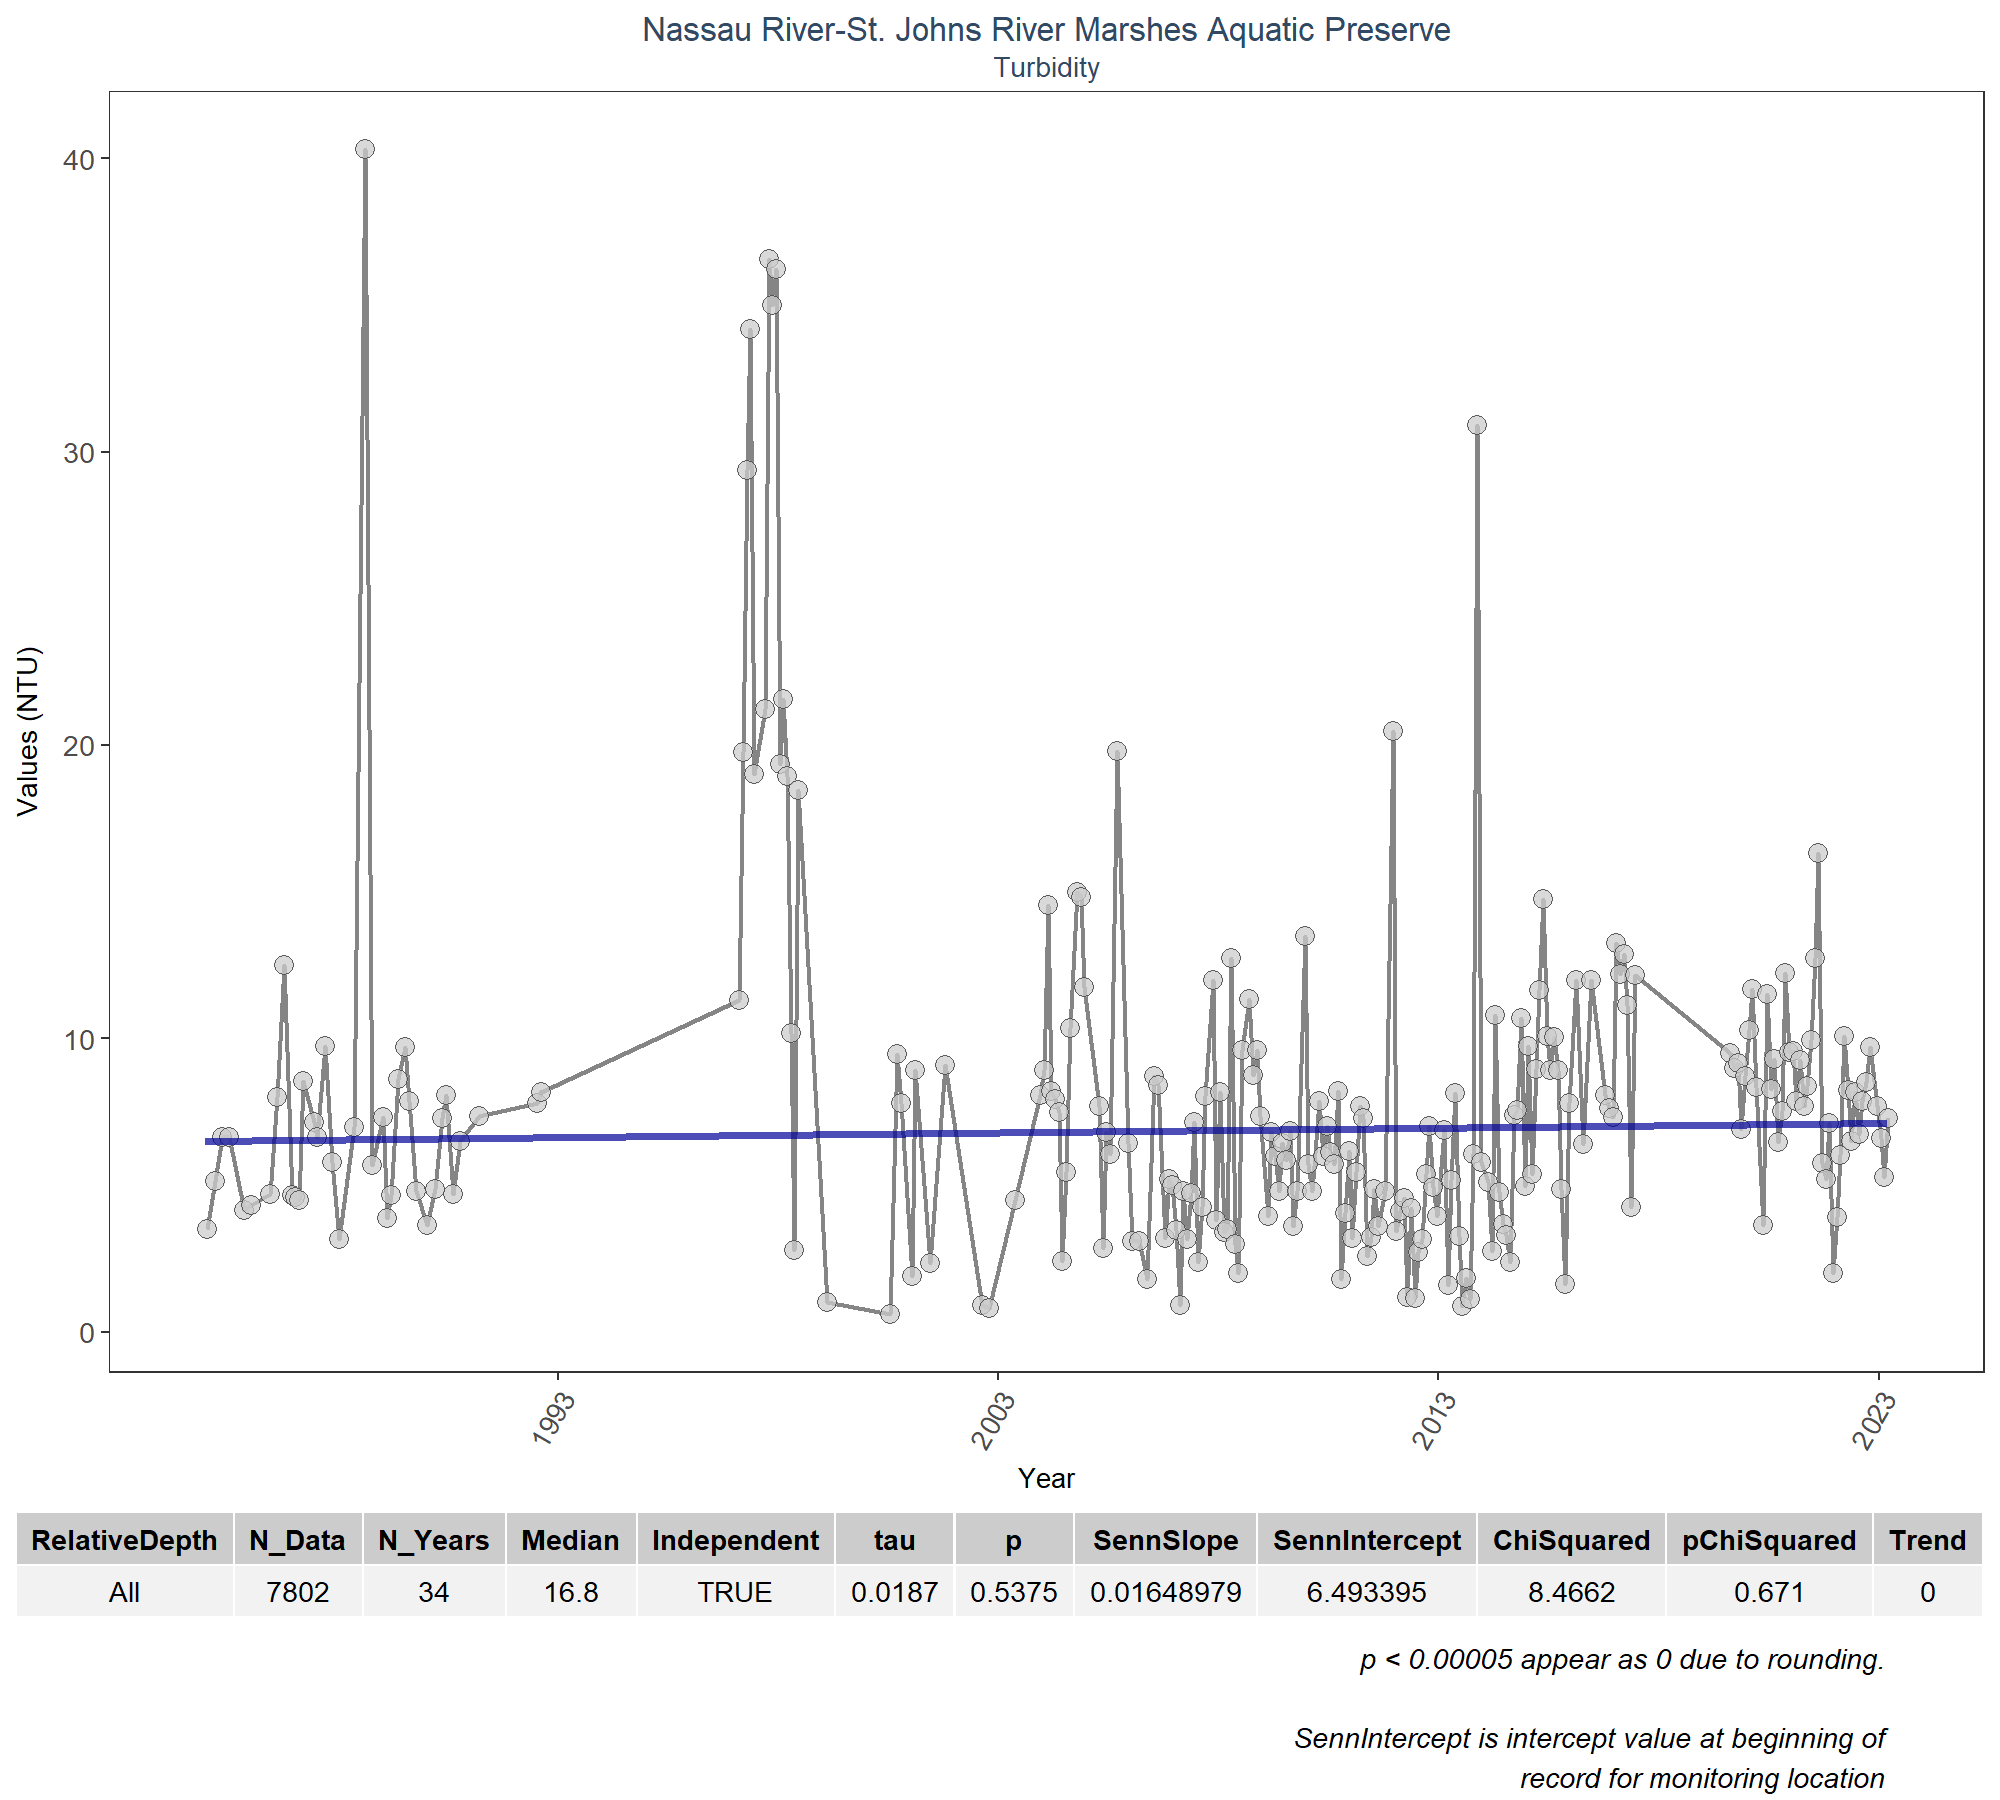 Nassau River-St. Johns River Marshes Aquatic Preserve
Turbidity
Values (NTU)
40
30
20
10
0
1993
2003
2013
2023
Year
RelativeDepth N_Data N_Years Median Independent tau p SennSlope SennIntercept ChiSquared pChiSquared Trend
All 7802 34 16.8 TRUE 0.0187 0.5375 0.01648979 6.493395 8.4662 0.671 0
p < 0.00005 appear as 0 due to rounding.
SennIntercept is intercept value at beginning of
record for monitoring location